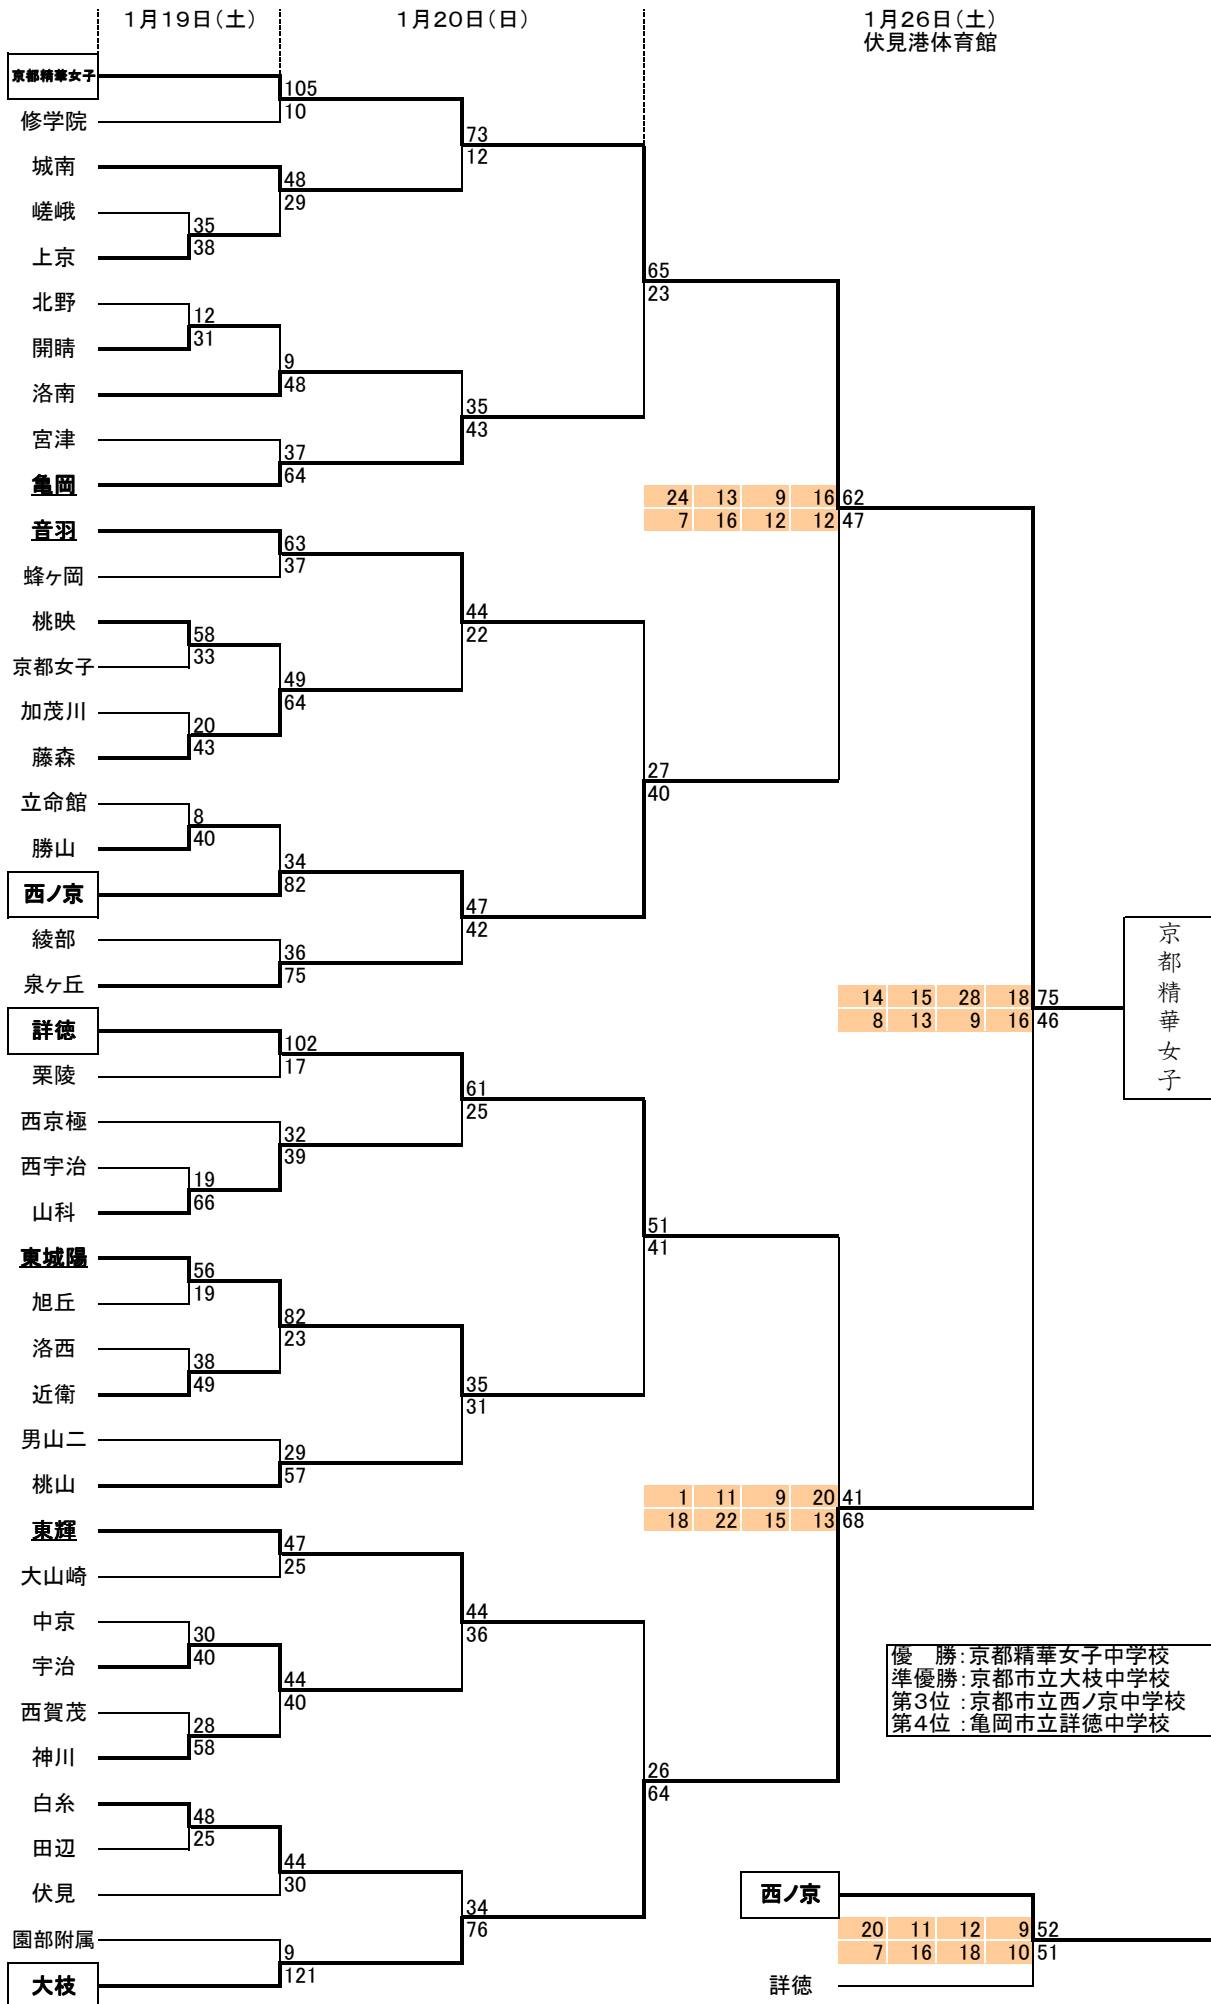 1月19日(土)
1月20日(日)
1月26日(土)
伏見港体育館
京都精華女子
105
修学院
10
73
12
城南
48
29
嵯峨
35
上京
38
65
23
北野
12
開睛
31
9
洛南
48
35
43
宮津
37
亀岡
64
24 13 9 16 62
7 16 12 12 47
音羽
63
蜂ヶ岡
37
44
22
桃映
58
京都女子
33
49
64
加茂川
20
藤森
43
27
40
立命館
8
勝山
40
34
西ノ京
82
47
42
綾部
36
泉ヶ丘
75
京都精華女子
14 15 28 18 75
8 13 9 16 46
詳徳
102
栗陵
17
61
25
西京極
32
39
西宇治
19
山科
66
51
41
東城陽
56
旭丘
19
82
23
洛西
38
近衛
49
35
31
男山二
29
桃山
57
1 11 9 20 41
18 22 15 13 68
東輝
47
大山崎
25
44
36
中京
30
宇治
40
44
40
西賀茂
28
神川
58
優 勝:京都精華女子中学校
準優勝:京都市立大枝中学校
第3位:京都市立西ノ京中学校
第4位:亀岡市立詳徳中学校
26
64
白糸
48
田辺
25
44
伏見
30
34
76
園部附属
9
大枝
121
西ノ京
20 11 12 9 52
7 16 18 10 51
詳徳